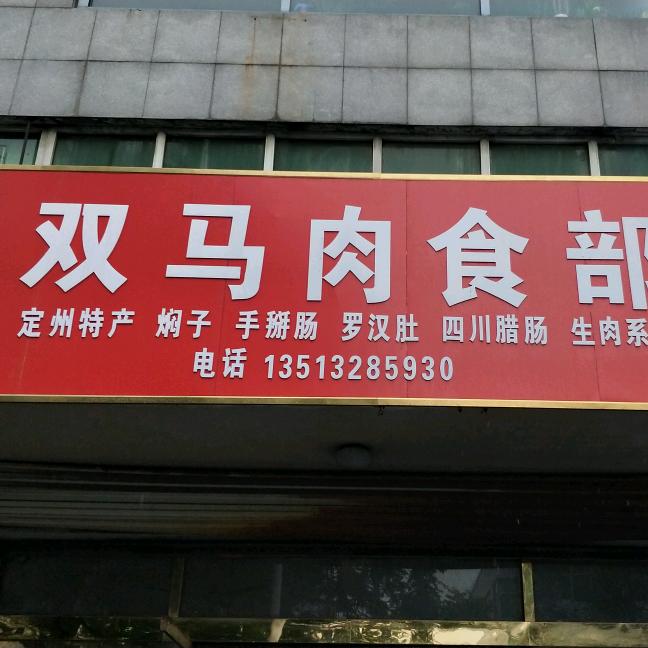 双马肉食部
定州特产 焖子 手掰肠 罗汉肚 四川腊肠 生肉系
电话 13513285930